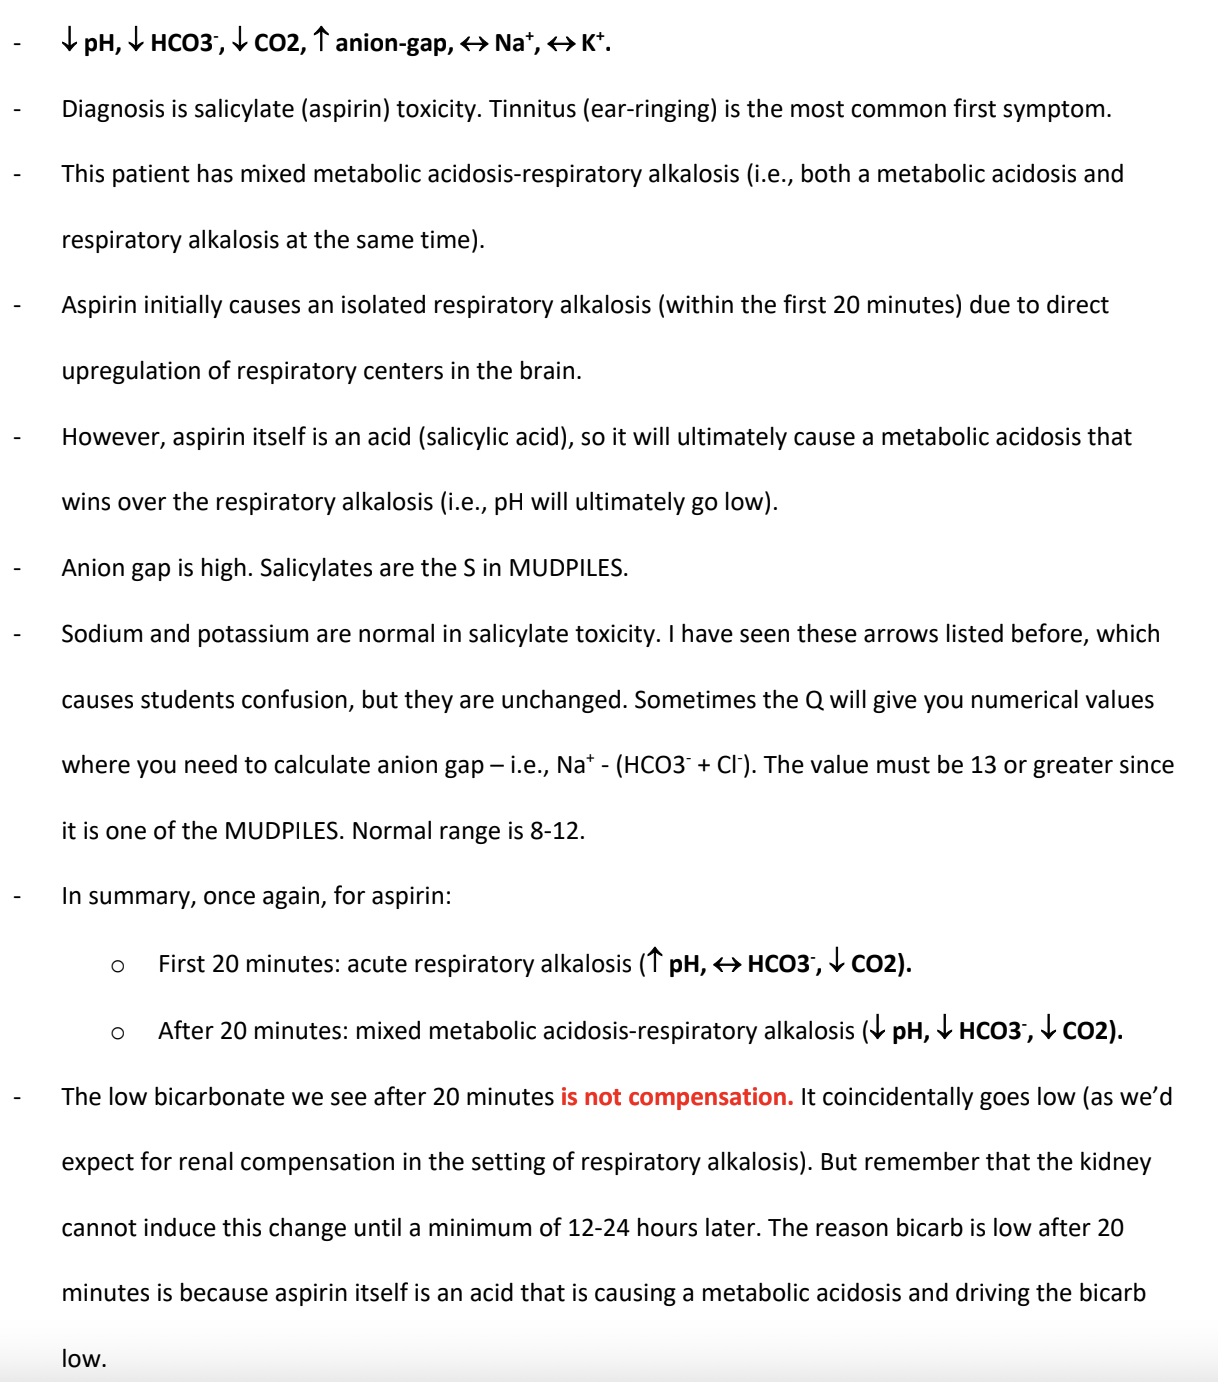 - ↓ pH, ↓ HCO3⁻, ↓ CO2, ↑ anion-gap, ↔ Na⁺, ↔ K⁺.
- Diagnosis is salicylate (aspirin) toxicity. Tinnitus (ear-ringing) is the most common first symptom.
- This patient has mixed metabolic acidosis-respiratory alkalosis (i.e., both a metabolic acidosis and
respiratory alkalosis at the same time).
- Aspirin initially causes an isolated respiratory alkalosis (within the first 20 minutes) due to direct
upregulation of respiratory centers in the brain.
- However, aspirin itself is an acid (salicylic acid), so it will ultimately cause a metabolic acidosis that
wins over the respiratory alkalosis (i.e., pH will ultimately go low).
- Anion gap is high. Salicylates are the S in MUDPILES.
- Sodium and potassium are normal in salicylate toxicity. I have seen these arrows listed before, which
causes students confusion, but they are unchanged. Sometimes the Q will give you numerical values
where you need to calculate anion gap – i.e., Na⁺ - (HCO3⁻ + Cl⁻). The value must be 13 or greater since
it is one of the MUDPILES. Normal range is 8-12.
- In summary, once again, for aspirin:
o First 20 minutes: acute respiratory alkalosis (↑ pH, ↔ HCO3⁻, ↓ CO2).
o After 20 minutes: mixed metabolic acidosis-respiratory alkalosis (↓ pH, ↓ HCO3⁻, ↓ CO2).
- The low bicarbonate we see after 20 minutes is not compensation. It coincidentally goes low (as we’d
expect for renal compensation in the setting of respiratory alkalosis). But remember that the kidney
cannot induce this change until a minimum of 12-24 hours later. The reason bicarb is low after 20
minutes is because aspirin itself is an acid that is causing a metabolic acidosis and driving the bicarb
low.